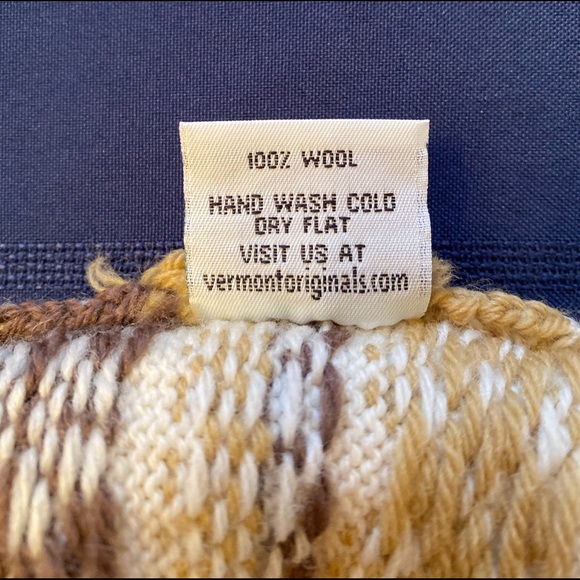 100% WOOL
HAND WASH COLD
DRY FLAT
VISIT US AT
vermontoriginals.com